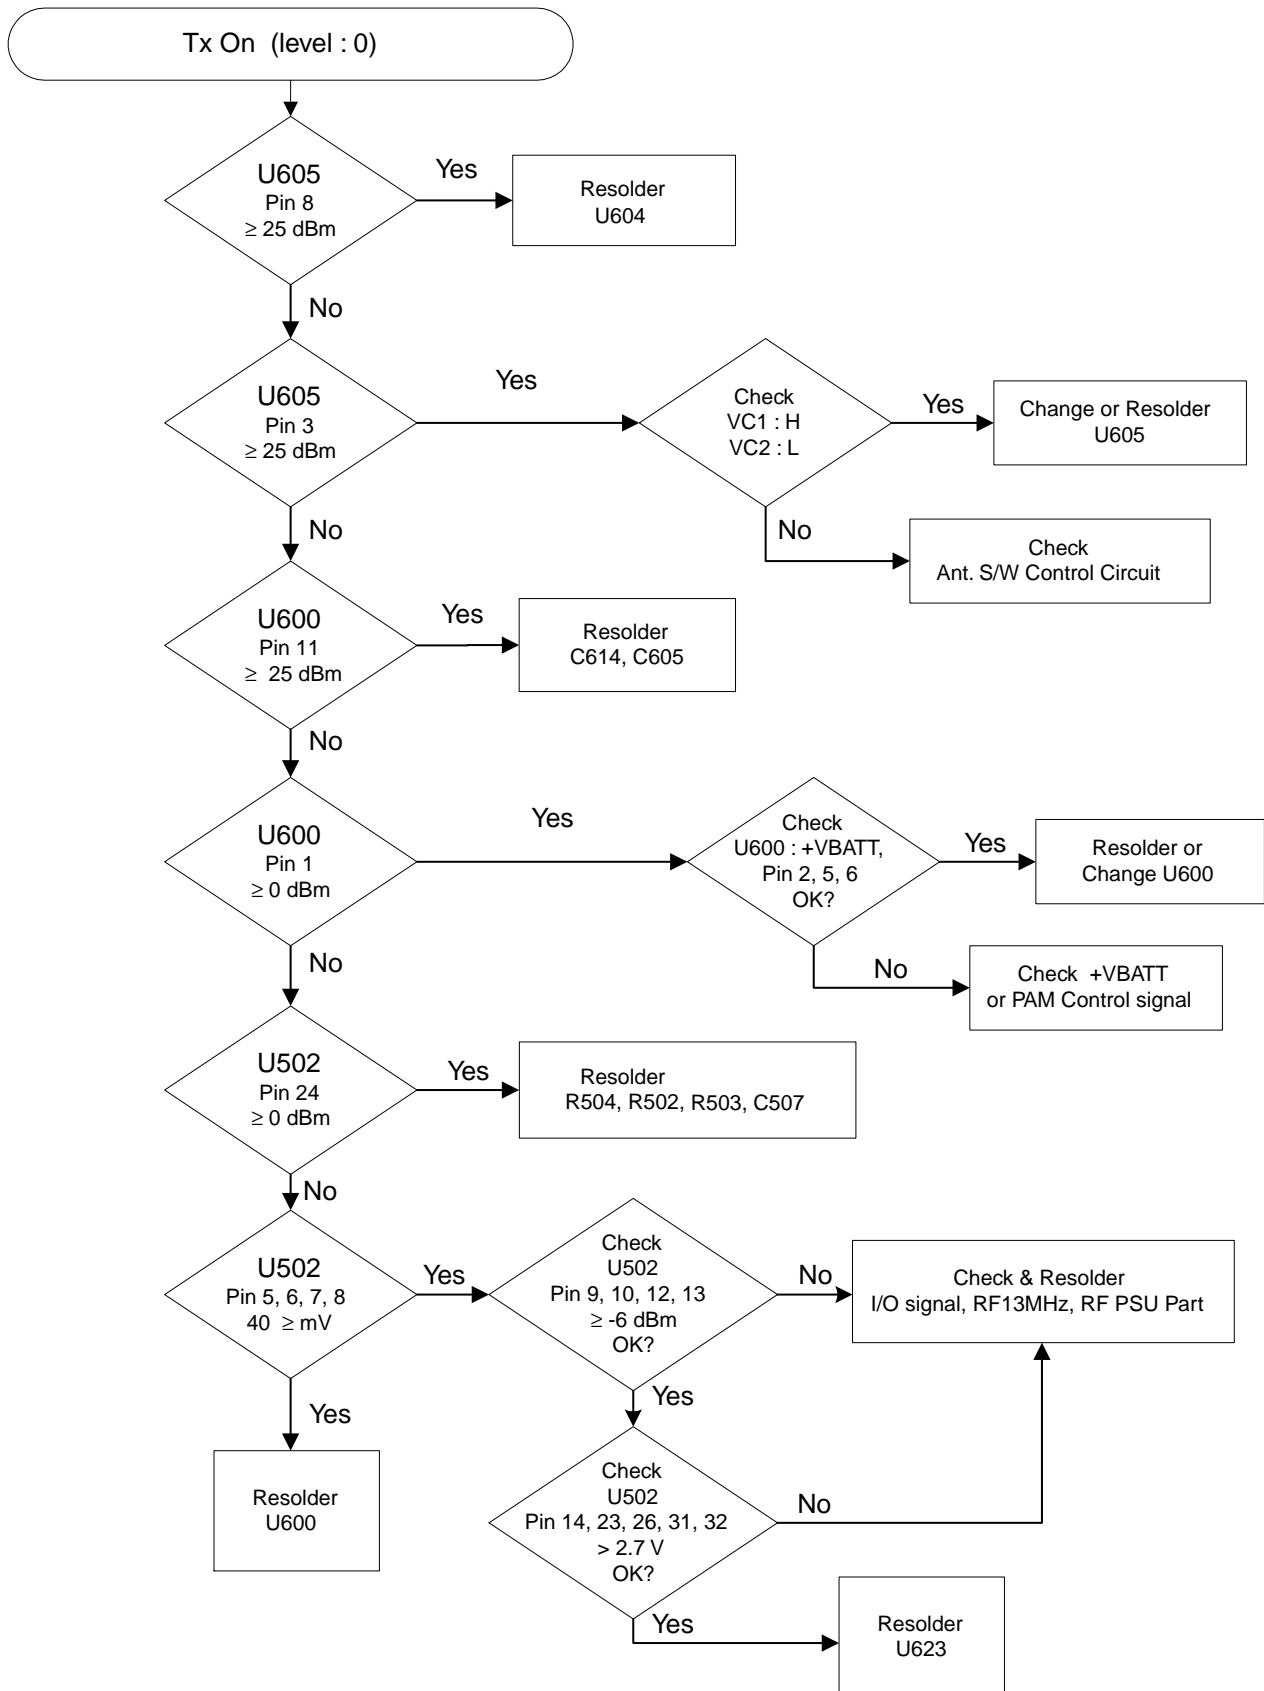 Tx On (level : 0)
U605
Pin 8
≥ 25 dBm
Yes
Resolder
U604
No
U605
Pin 3
≥ 25 dBm
Yes
Check
VC1 : H
VC2 : L
Yes
Change or Resolder
U605
No
Check
Ant. S/W Control Circuit
No
U600
Pin 11
≥ 25 dBm
Yes
Resolder
C614, C605
No
U600
Pin 1
≥ 0 dBm
Yes
Check
U600 : +VBATT,
Pin 2, 5, 6
OK?
Yes
Resolder or
Change U600
No
Check +VBATT
or PAM Control signal
No
U502
Pin 24
≥ 0 dBm
Yes
Resolder
R504, R502, R503, C507
No
U502
Pin 5, 6, 7, 8
40 ≥ mV
Yes
Check
U502
Pin 9, 10, 12, 13
≥ -6 dBm
OK?
No
Check & Resolder
I/O signal, RF13MHz, RF PSU Part
Yes
Resolder
U600
Yes
Check
U502
Pin 14, 23, 26, 31, 32
> 2.7 V
OK?
No
Yes
Resolder
U623